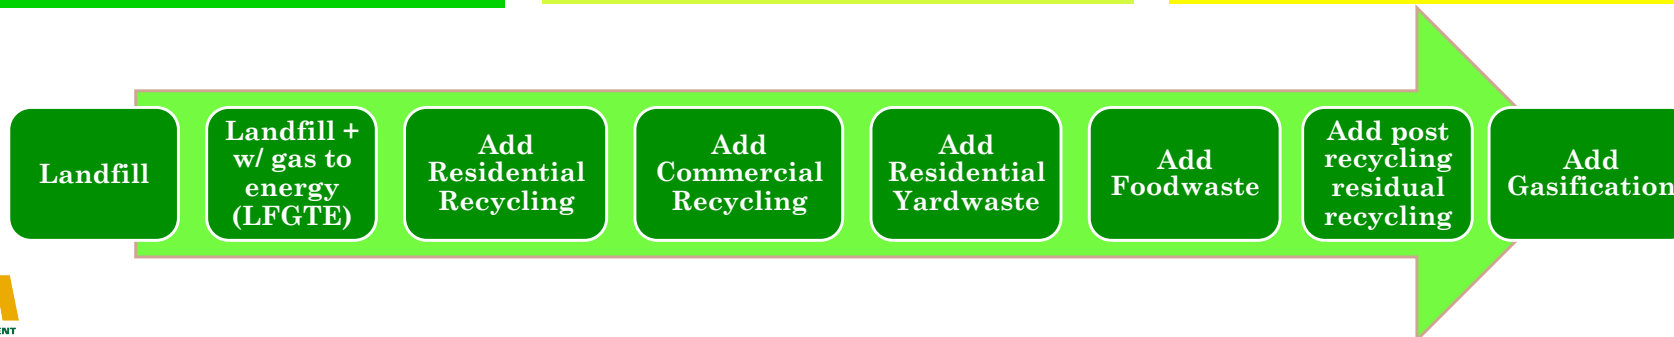 Landfill
Landfill +
w/ gas to
energy
(LFGTE)
Add
Residential
Recycling
Add
Commercial
Recycling
Add
Residential
Yardwaste
Add
Foodwaste
Add post
recycling
residual
recycling
Add
Gasification